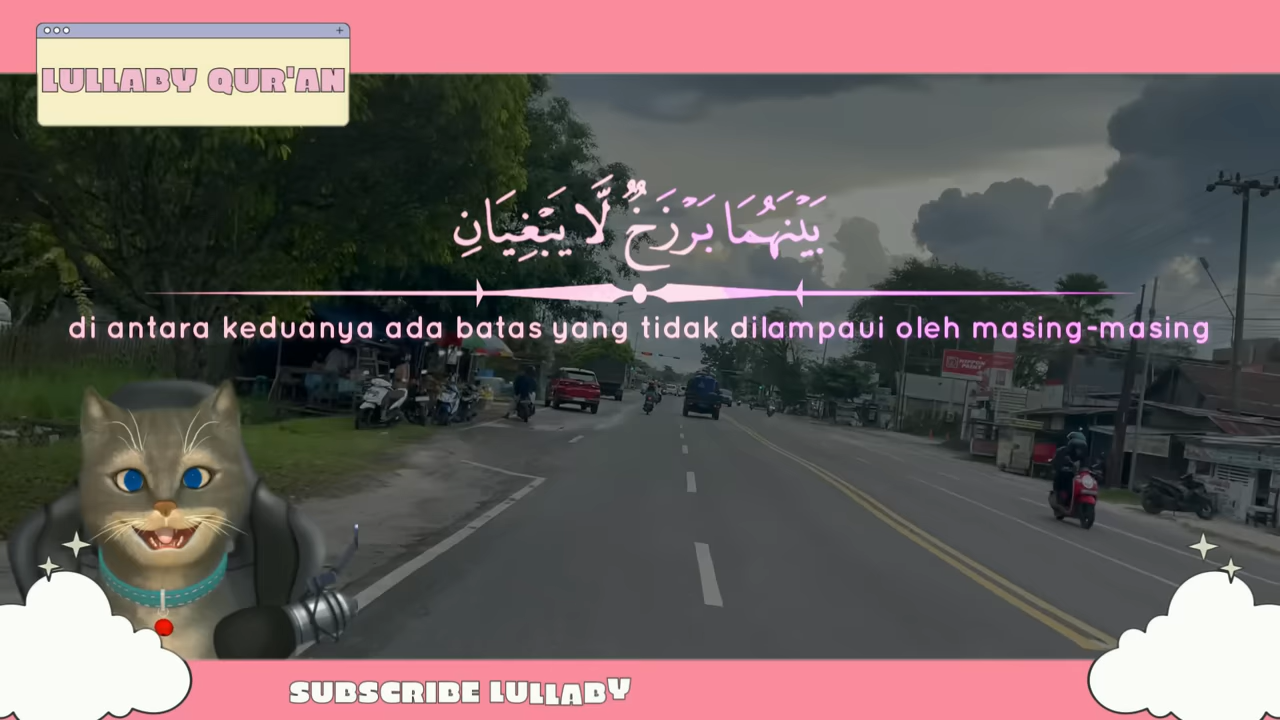 LULLABY QUR'AN
بَيْنَهُمَا بَرْزَخٌ لَّا يَبْغِيَانِ
di antara keduanya ada batas yang tidak dilampaui oleh masing-masing
SUBSCRIBE LULLABY